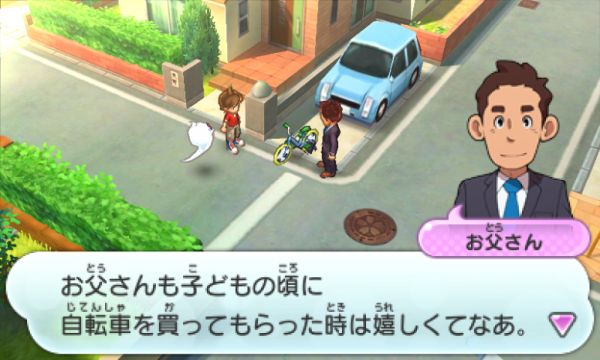 お父さん
お父さんも子どもの頃に
自転車を買ってもらった時は嬉しくてなあ。